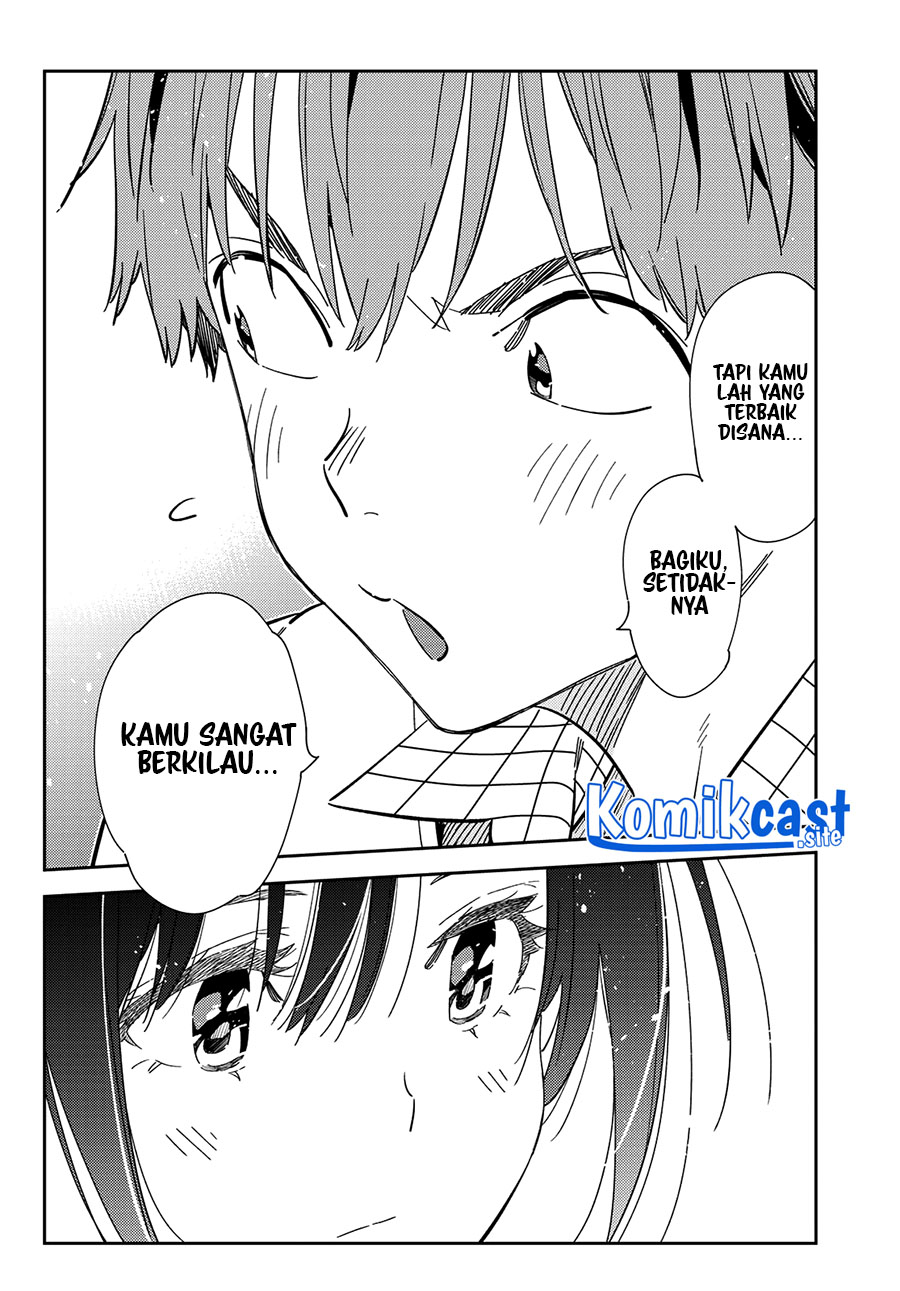 TAPI KAMU
LAH YANG
TERBAIK
DISANA...
BAGIKU,
SETIDAK-
NYA
KAMU SANGAT
BERKILAU...
Komikcast
.site